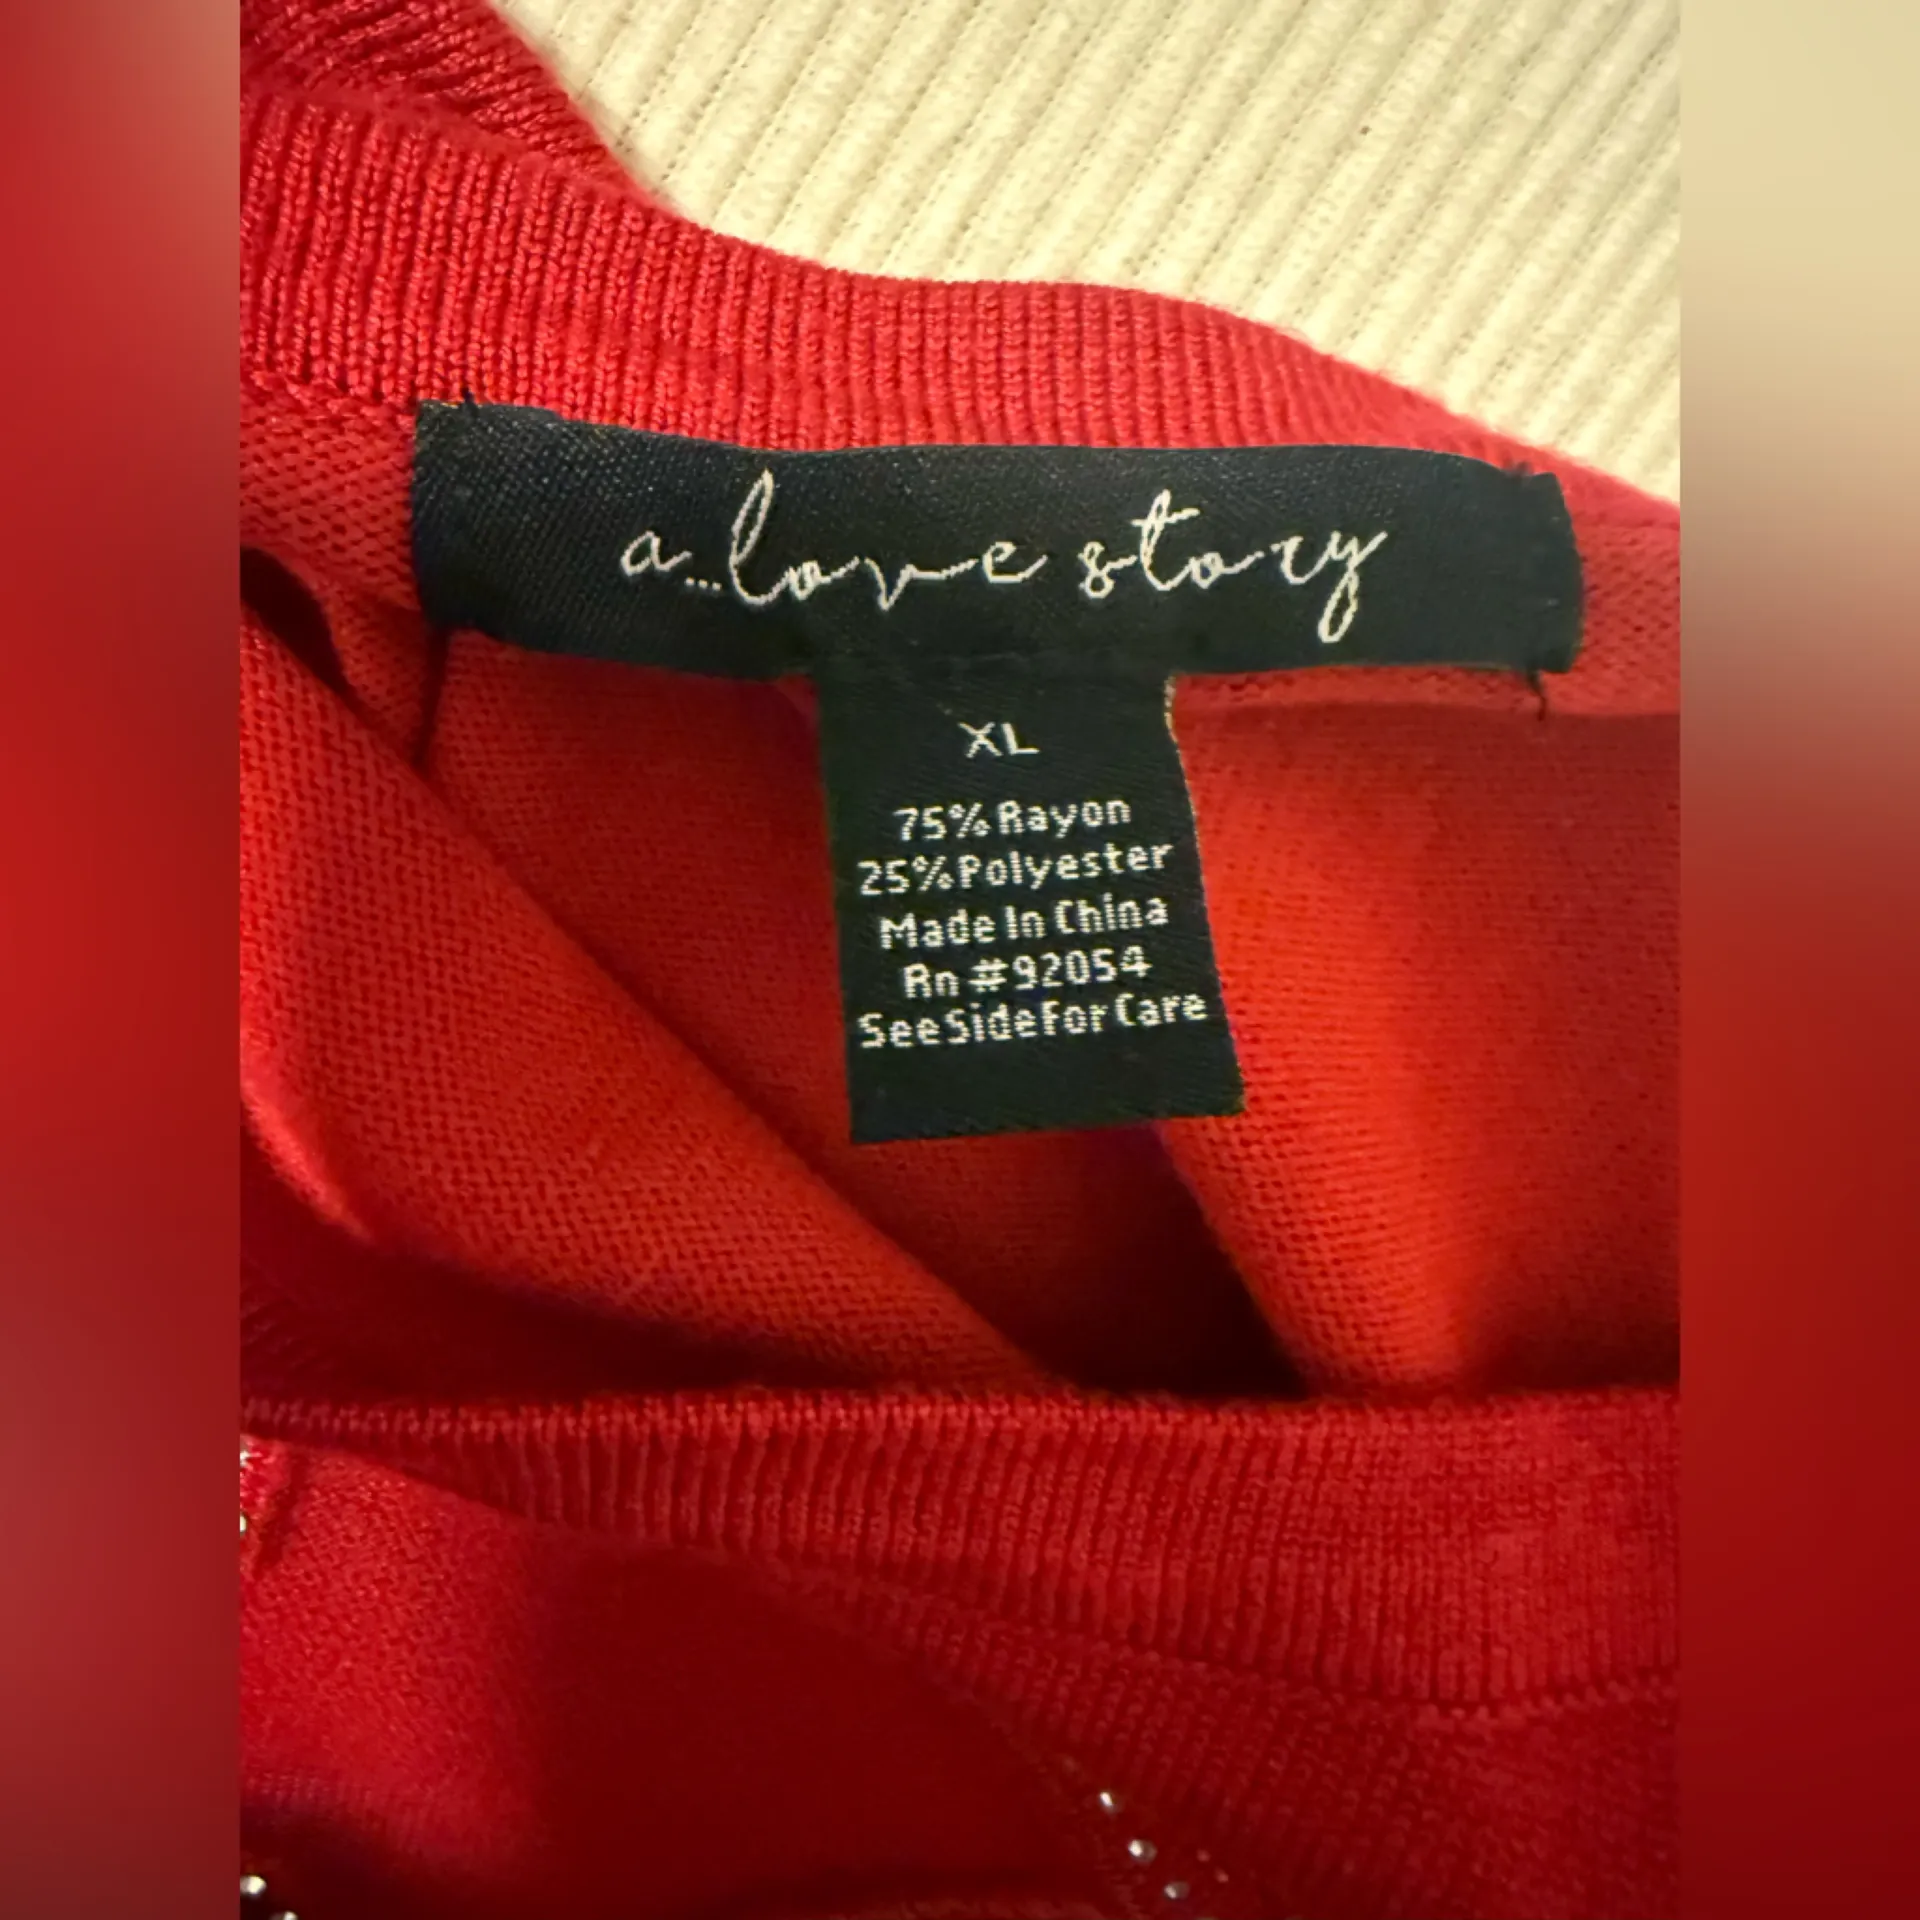 a...love story
XL
75% Rayon
25% Polyester
Made In China
Rn #92054
See Side For Care